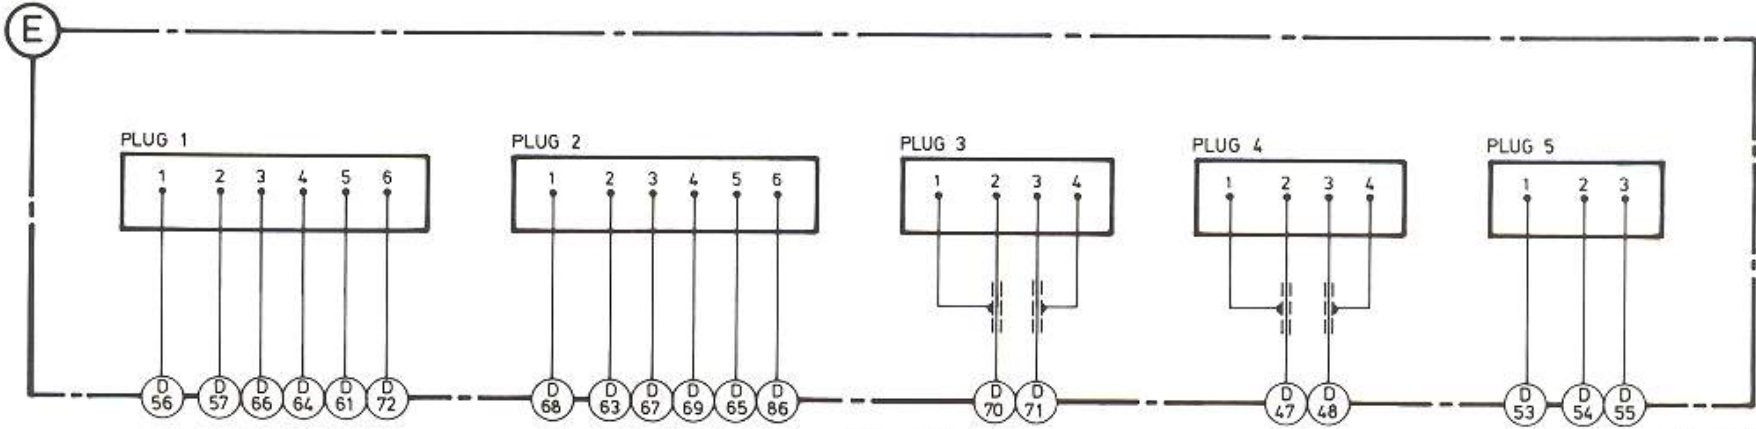 E
PLUG 1
1 2 3 4 5 6
PLUG 2
1 2 3 4 5 6
PLUG 3
1 2 3 4
PLUG 4
1 2 3 4
PLUG 5
1 2 3
D D D D D D D D D D D D D D D D D D D
56 57 66 64 61 72 68 63 67 69 65 86 70 71 47 48 53 54 55